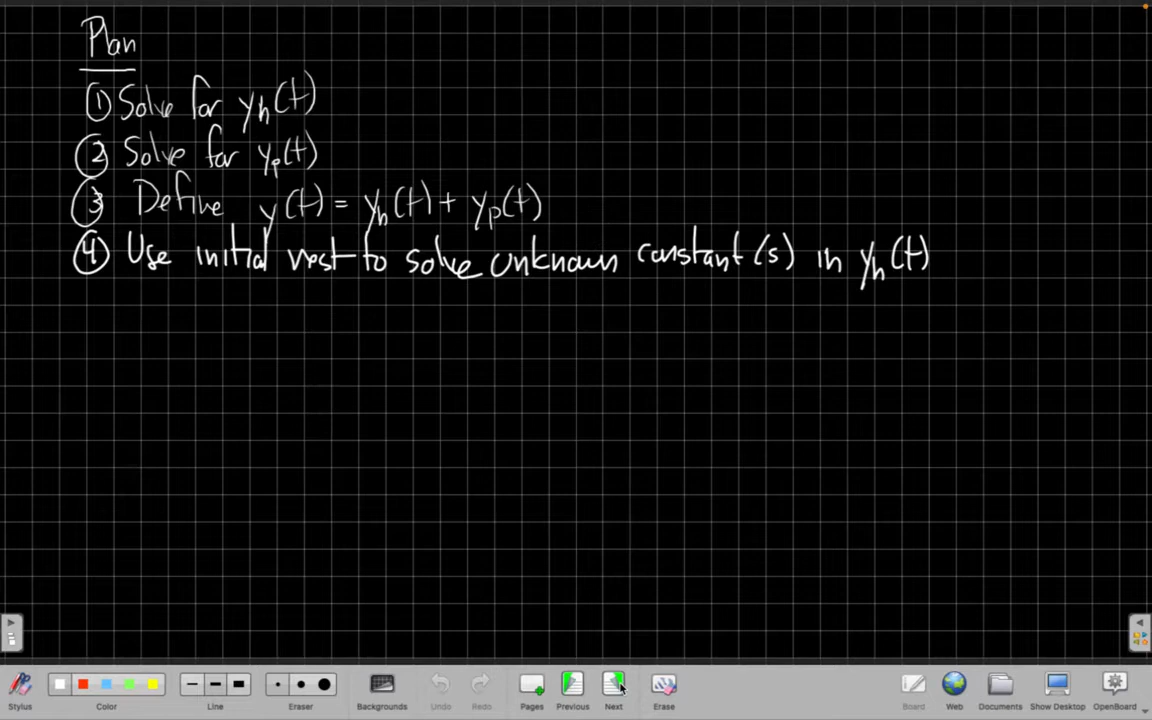 Plan
① Solve for yₕ(t)
② Solve for yₚ(t)
③ Define y(t) = yₕ(t) + yₚ(t)
④ Use initial rest to solve unknown constant(s) in yₕ(t)
Stylus Color Line Eraser Backgrounds Undo Redo Pages Previous Next Erase Board Web Documents Show Desktop OpenBoard